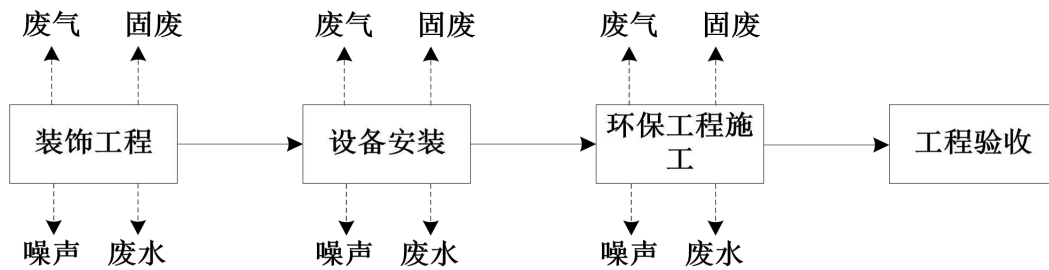 废气 固废 废气 固废 废气 固废
装饰工程 设备安装 环保工程施
工 工程验收
噪声 废水 噪声 废水 噪声 废水